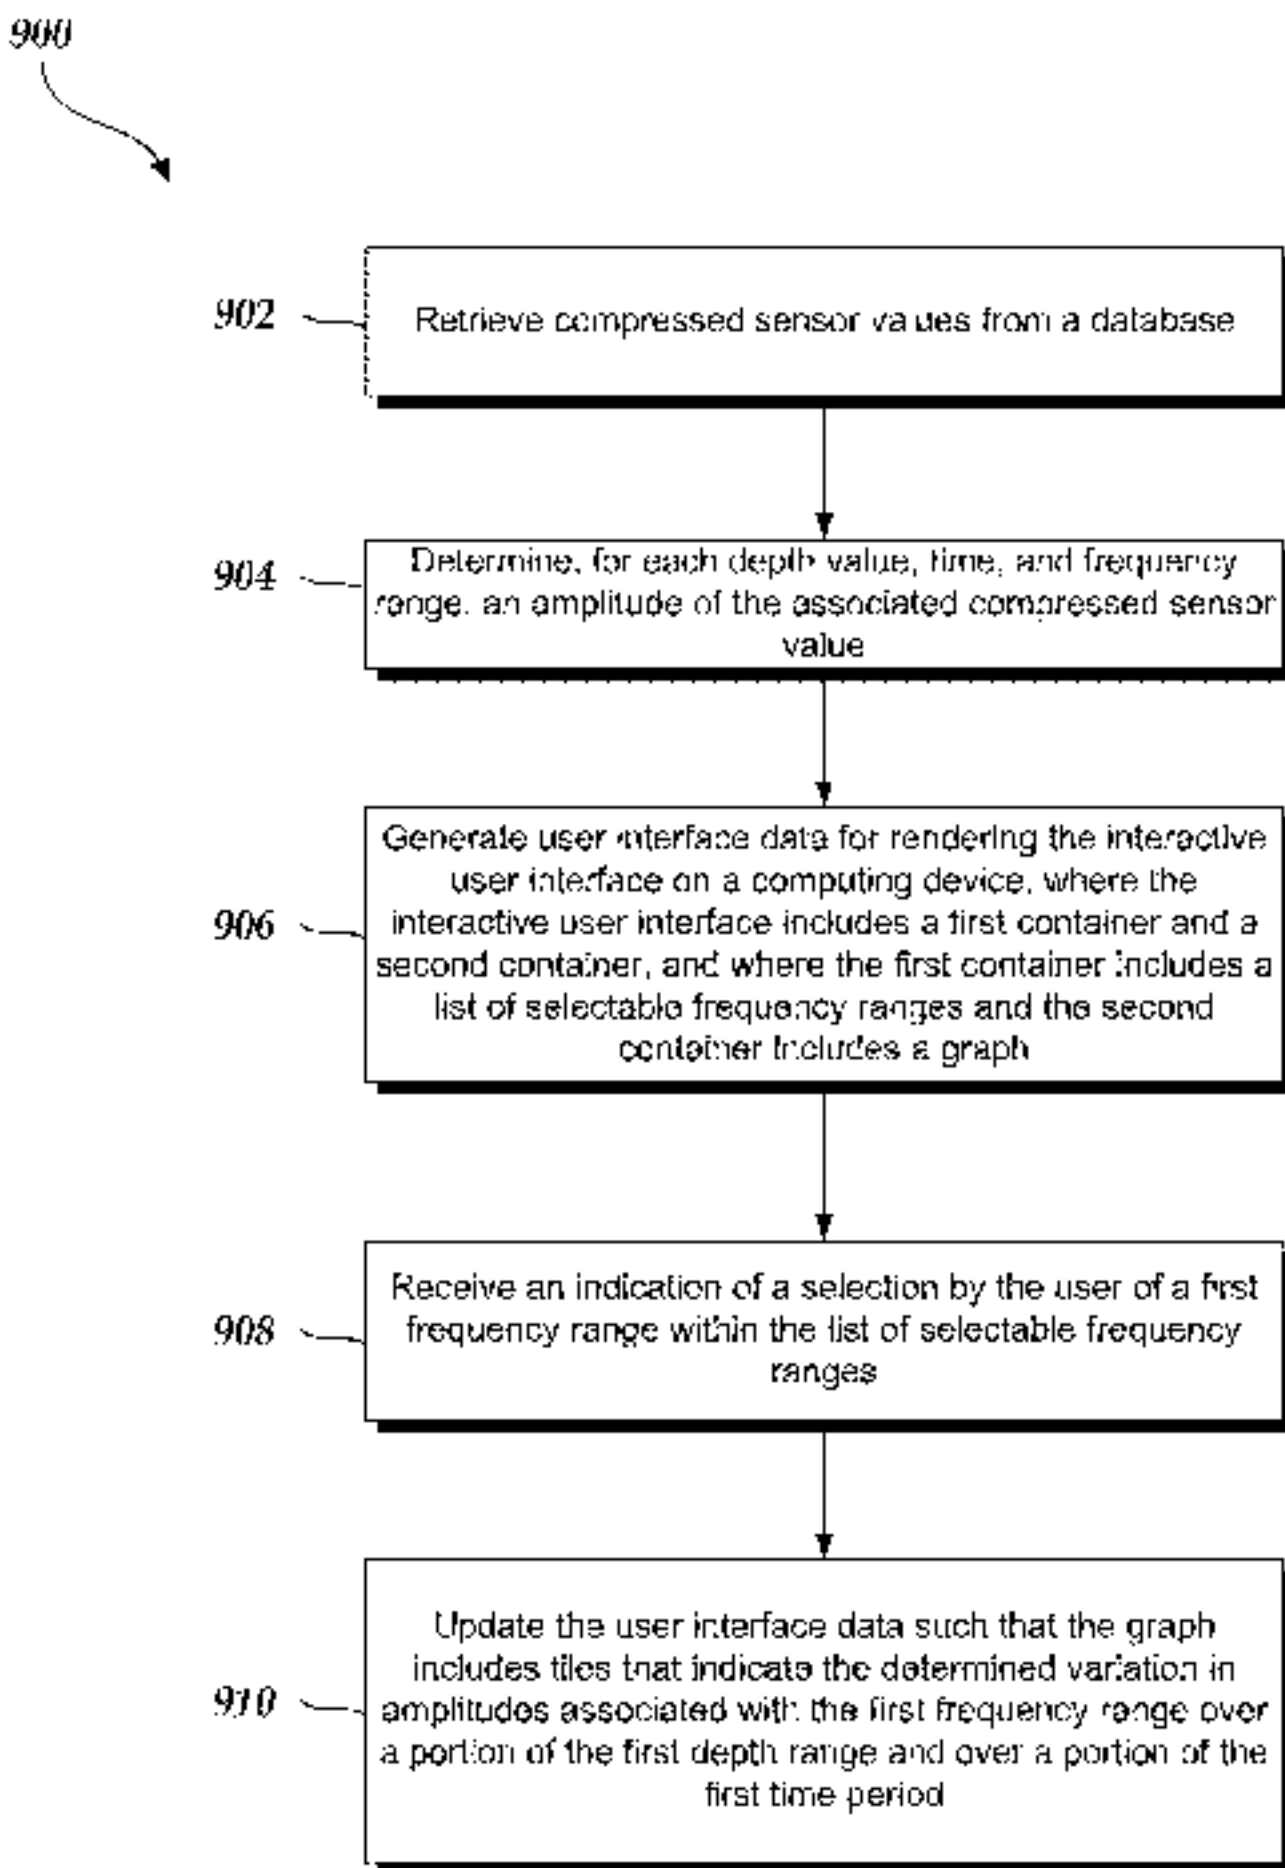 900
902
Retrieve compressed sensor values from a database
904
Determine, for each depth value, time, and frequency
range, an amplitude of the associated compressed sensor
value
906
Generate user interface data for rendering the interactive
user interface on a computing device, where the
interactive user interface includes a first container and a
second container, and where the first container includes a
list of selectable frequency ranges and the second
container includes a graph
908
Receive an indication of a selection by the user of a first
frequency range within the list of selectable frequency
ranges
910
Update the user interface data such that the graph
includes tiles that indicate the determined variation in
amplitudes associated with the first frequency range over
a portion of the first depth range and over a portion of the
first time period